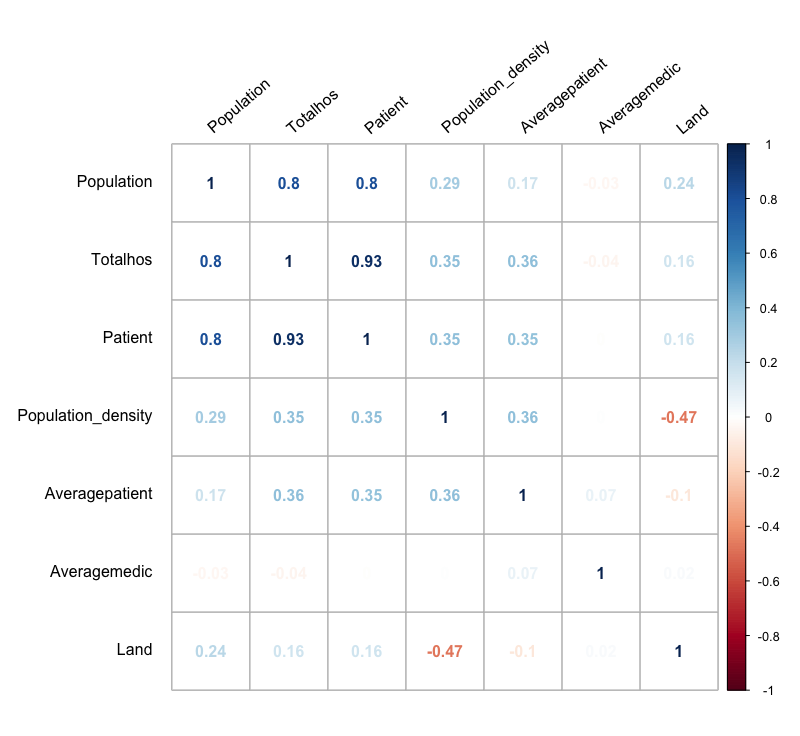 Population Totalhos Patient Population_density Averagepatient Averagemedic Land
Population 1 0.8 0.8 0.29 0.17 -0.03 0.24
Totalhos 0.8 1 0.93 0.35 0.36 -0.04 0.16
Patient 0.8 0.93 1 0.35 0.35 0.16
Population_density 0.29 0.35 0.35 1 0.36 -0.47
Averagepatient 0.17 0.36 0.35 0.36 1 0.07 -0.1
Averagemedic -0.03 -0.04 0.07 1 0.02
Land 0.24 0.16 0.16 -0.47 -0.1 0.02 1
1
0.8
0.6
0.4
0.2
0
-0.2
-0.4
-0.6
-0.8
-1